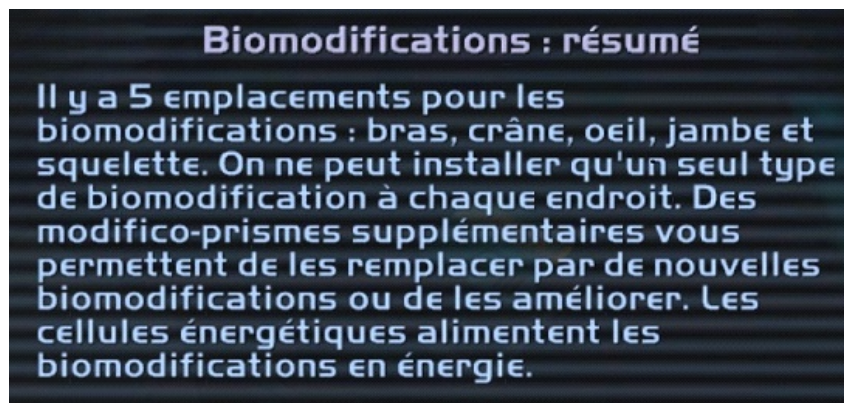 Biomodifications : résumé
Il y a 5 emplacements pour les
biomodifications : bras, crâne, oeil, jambe et
squelette. On ne peut installer qu'un seul type
de biomodification à chaque endroit. Des
modifico-prismes supplémentaires vous
permettent de les remplacer par de nouvelles
biomodifications ou de les améliorer. Les
cellules énergétiques alimentent les
biomodifications en énergie.